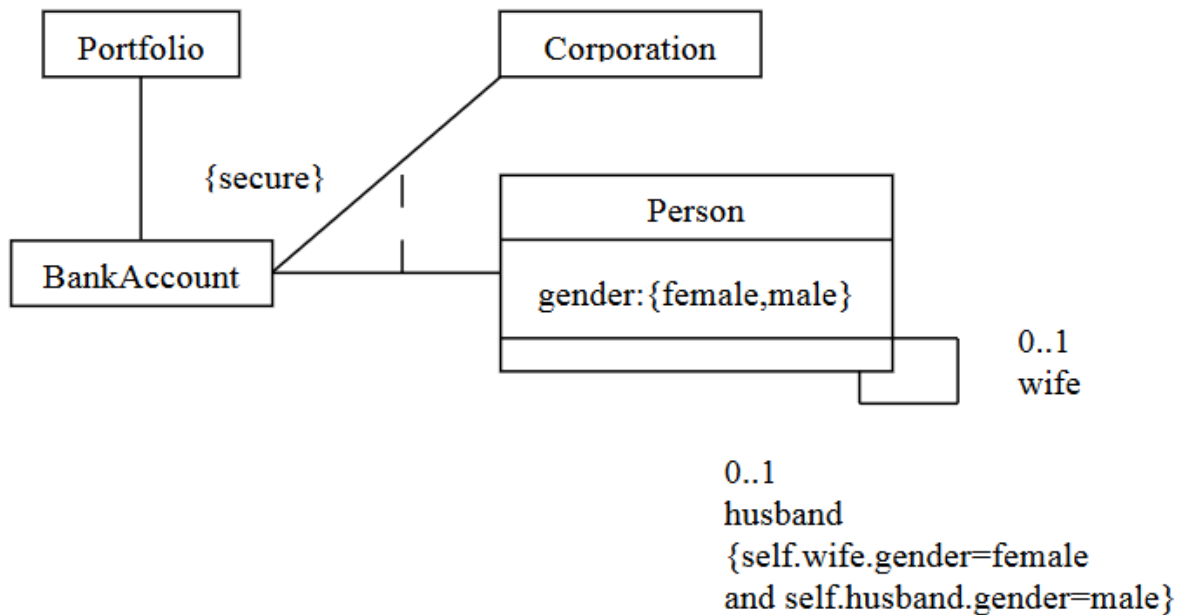 Portfolio
Corporation
{secure}
Person
BankAccount
gender:{female,male}
0..1
wife
0..1
husband
{self.wife.gender=female
and self.husband.gender=male}